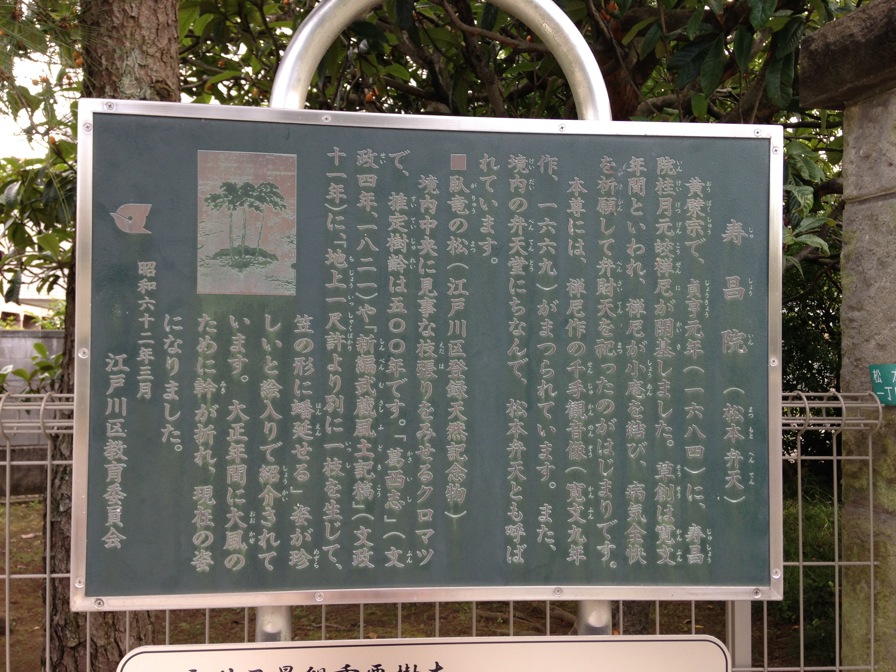 寿昌院（松本弁天）
黄檗宗で、貞享元年（一六八四）に、寿昌
院桂月元皎禅尼が開基しました。草創は寛文
年間といわれ、禅尼が小庵を結び、病気全快
を祈願して弁財天を祀ったのがはじまりです。
本尊には、禅尼作の千手観音像（寛文九年
作、一六六九）がまつられています。また、
境内の弁天堂にちなんで、松本弁天とも呼ば
れています。
■臥竜の松（江戸川区登録天然記念物）
境内中央に見事な枝張りをみせるクロマツ
で、推定樹齢は五〇〇年です。「葛西志」（文
政四年、一八二一）や「新編武蔵風土記稿」（文政
十一年）に「地上一尺許より別に一枝を生じて、
笠の形に蟠延せる」姿が珍
しいと絵入りで紹介されて
います。大正年間に大風の
ために幹が折れ、現在の姿
になりました。
昭和六十二年三月
江戸川区教育委員会